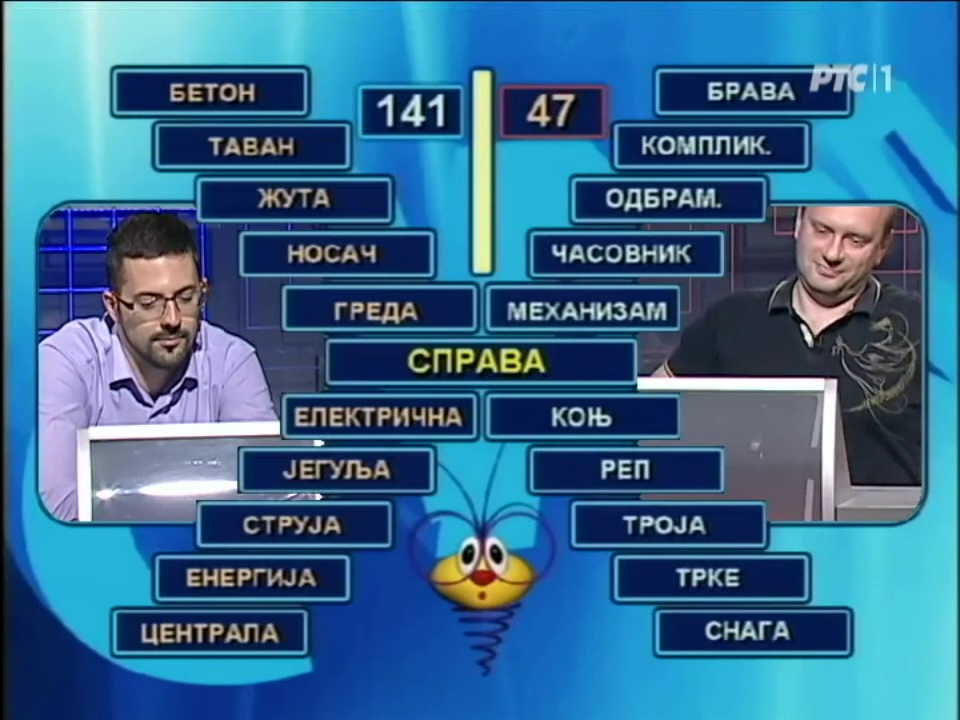 БЕТОН
141
47
БРАВА
РТС|1
ТАВАН
КОМПЛИК.
ЖУТА
ОДБРАМ.
НОСАЧ
ЧАСОВНИК
ГРЕДА
МЕХАНИЗАМ
СПРАВА
ЕЛЕКТРИЧНА
КОЊ
ЈЕГУЉА
РЕП
СТРУЈА
ТРОЈА
ЕНЕРГИЈА
ТРКЕ
ЦЕНТРАЛА
СНАГА